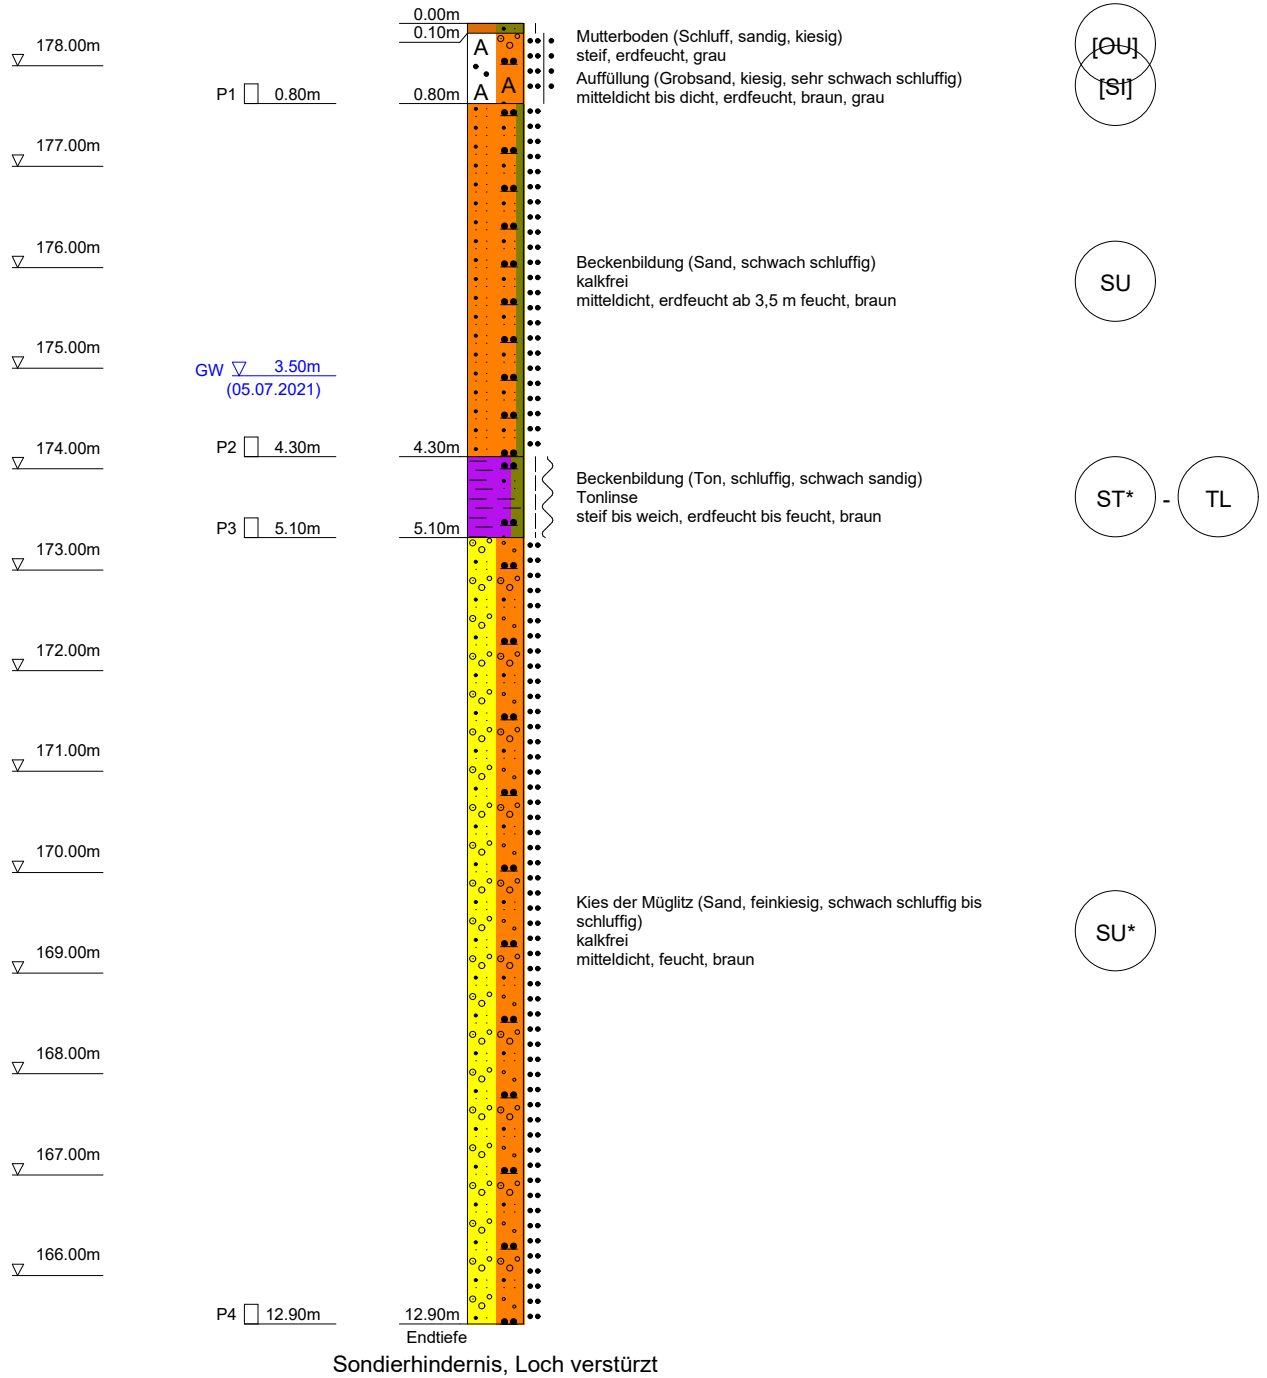 0.00m
0.10m
178.00m
A
Mutterboden (Schluff, sandig, kiesig)
steif, erdfeucht, grau
[OU]
Auffüllung (Grobsand, kiesig, sehr schwach schluffig)
mitteldicht bis dicht, erdfeucht, braun, grau
[SI]
P1 0.80m
0.80m
A
A
177.00m
176.00m
Beckenbildung (Sand, schwach schluffig)
kalkfrei
mitteldicht, erdfeucht ab 3,5 m feucht, braun
SU
175.00m
GW 3.50m
(05.07.2021)
174.00m
P2 4.30m
4.30m
Beckenbildung (Ton, schluffig, schwach sandig)
Tonlinse
steif bis weich, erdfeucht bis feucht, braun
ST* - TL
P3 5.10m
5.10m
173.00m
172.00m
171.00m
170.00m
Kies der Müglitz (Sand, feinkiesig, schwach schluffig bis
schluffig)
kalkfrei
mitteldicht, feucht, braun
SU*
169.00m
168.00m
167.00m
166.00m
P4 12.90m
12.90m
Endtiefe
Sondierhindernis, Loch verstürzt